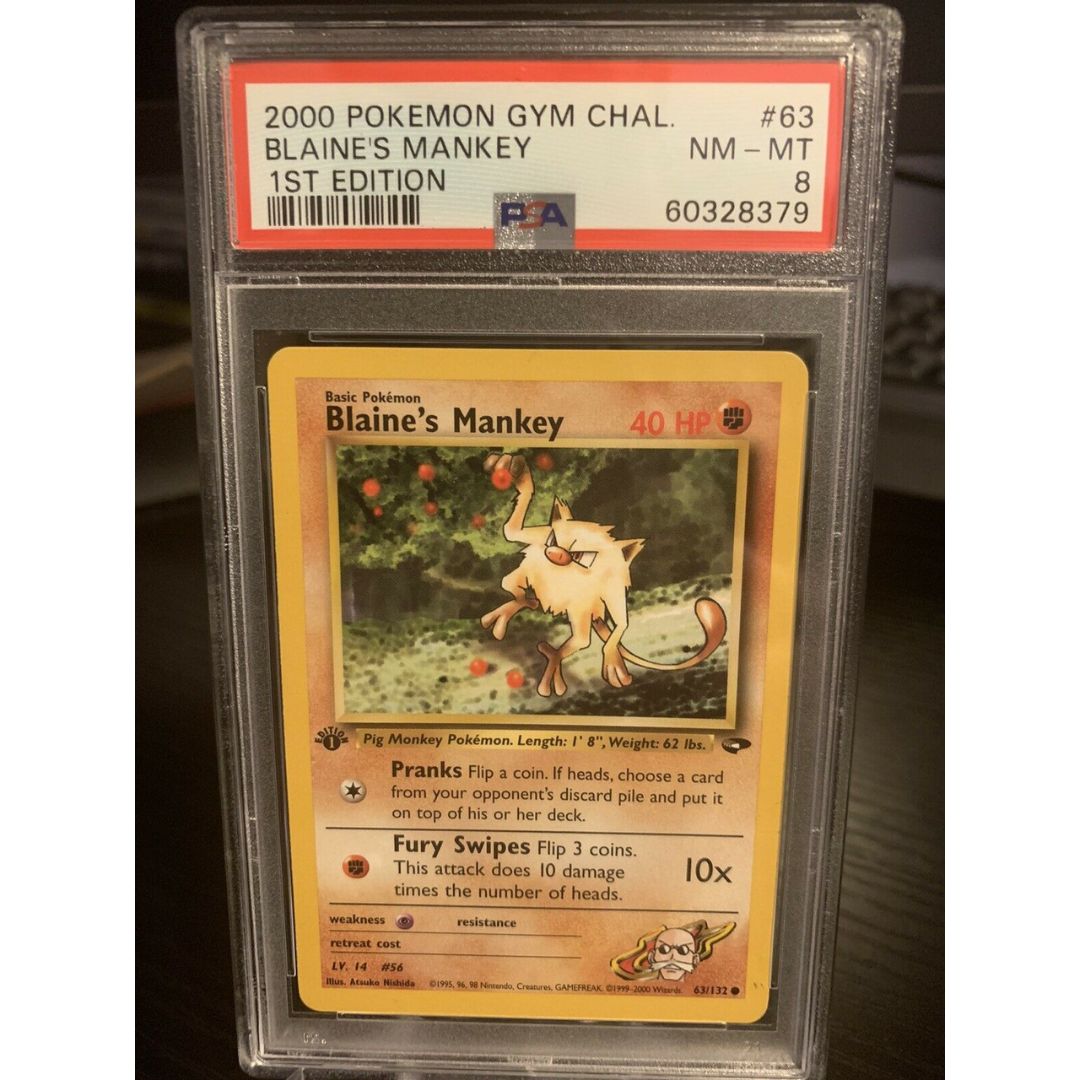 2000 POKEMON GYM CHAL. #63
BLAINE'S MANKEY NM - MT
1ST EDITION 8
PSA 60328379
Basic Pokémon
Blaine's Mankey 40 HP
EDITION 1
Pig Monkey Pokémon. Length: 1' 8", Weight: 62 lbs.
Pranks Flip a coin. If heads, choose a card
from your opponent's discard pile and put it
on top of his or her deck.
Fury Swipes Flip 3 coins.
This attack does 10 damage
times the number of heads.
10x
weakness resistance
retreat cost
LV. 14 #56
Illus. Atsuko Nishida ©1995, 96, 98 Nintendo, Creatures, GAMEFREAK. ©1999-2000 Wizards. 63/132